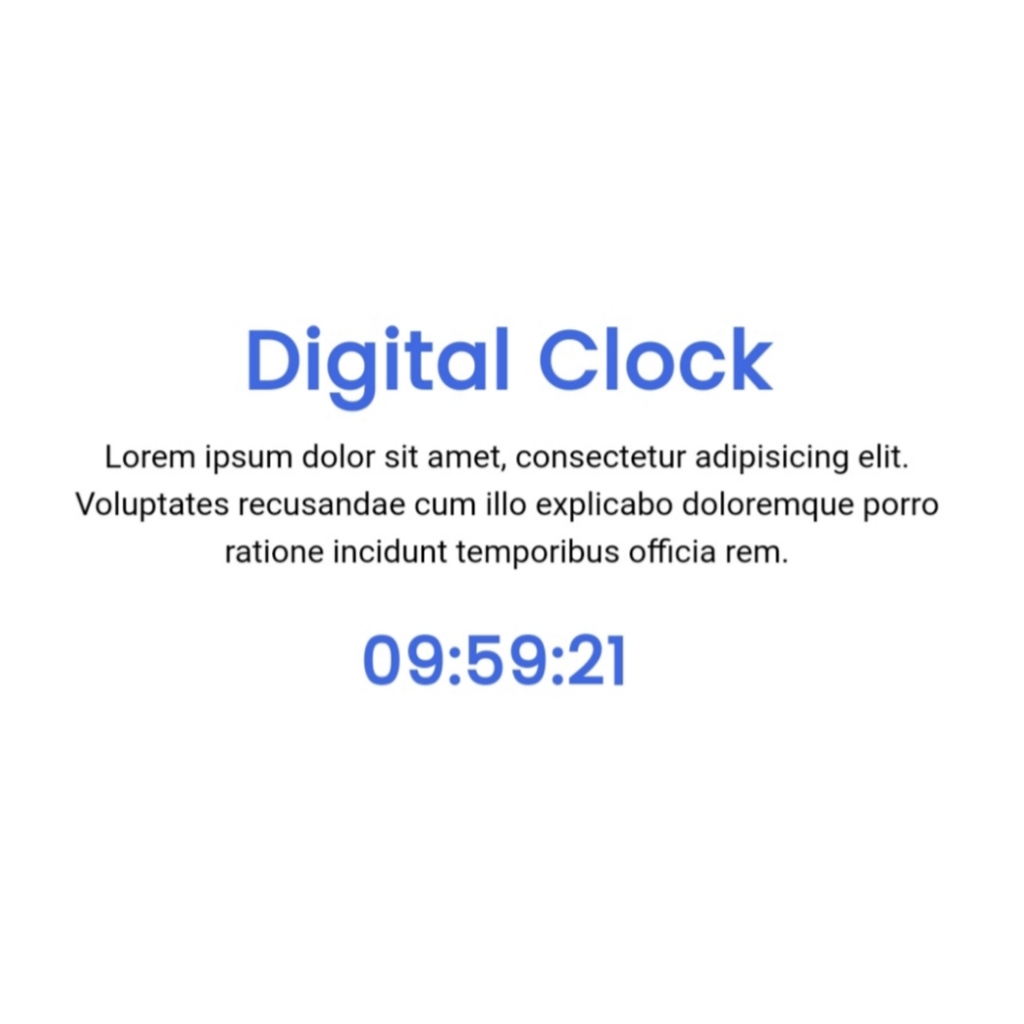 Digital Clock
Lorem ipsum dolor sit amet, consectetur adipisicing elit.
Voluptates recusandae cum illo explicabo doloremque porro
ratione incidunt temporibus officia rem.
09:59:21